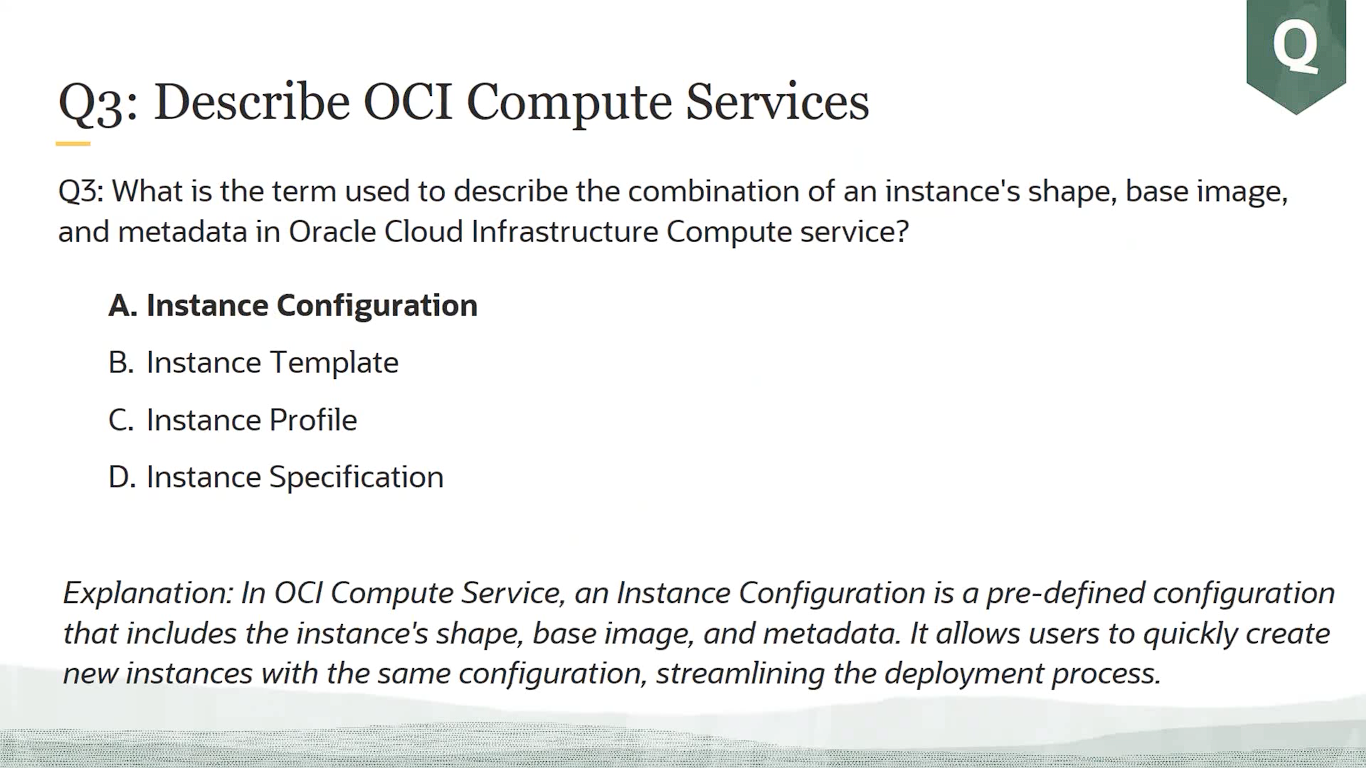 Q
Q3: Describe OCI Compute Services
Q3: What is the term used to describe the combination of an instance's shape, base image,
and metadata in Oracle Cloud Infrastructure Compute service?
A. Instance Configuration
B. Instance Template
C. Instance Profile
D. Instance Specification
Explanation: In OCI Compute Service, an Instance Configuration is a pre-defined configuration
that includes the instance's shape, base image, and metadata. It allows users to quickly create
new instances with the same configuration, streamlining the deployment process.